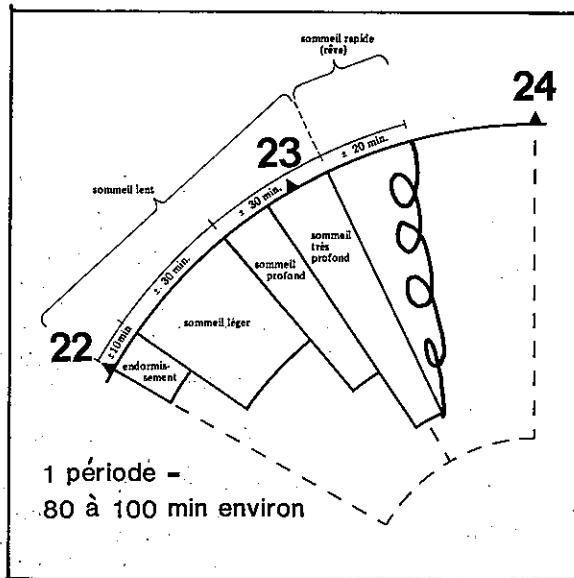 sommeil rapide
(rêve)
24
23
± 20 min.
sommeil lent
± 30 min.
sommeil
très
profond
sommeil
profond
±. 30 min.
sommeil léger
22
±10min
endormis-
sement
1 période =
80 à 100 min environ